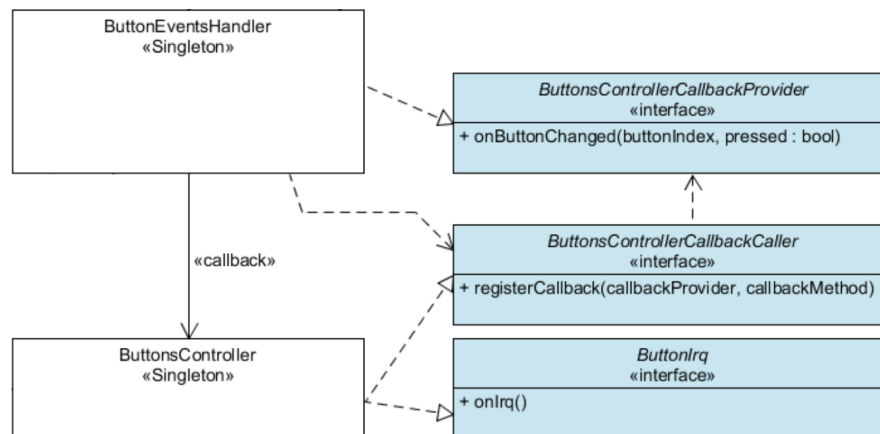 ButtonEventsHandler
«Singleton»
ButtonsControllerCallbackProvider
«interface»
+ onButtonChanged(buttonIndex, pressed : bool)
«callback»
ButtonsControllerCallbackCaller
«interface»
+ registerCallback(callbackProvider, callbackMethod)
ButtonsController
«Singleton»
ButtonIrq
«interface»
+ onIrq()